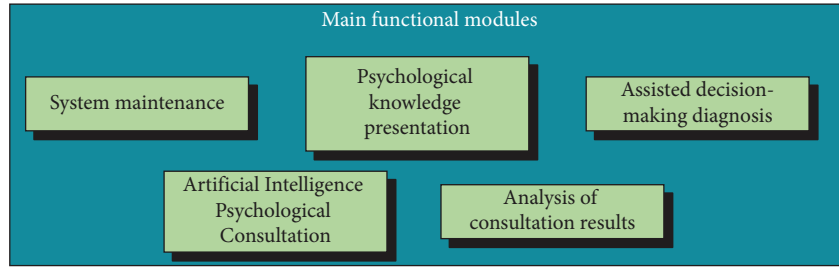 Main functional modules
System maintenance
Psychological
knowledge
presentation
Assisted decision-
making diagnosis
Artificial Intelligence
Psychological
Consultation
Analysis of
consultation results